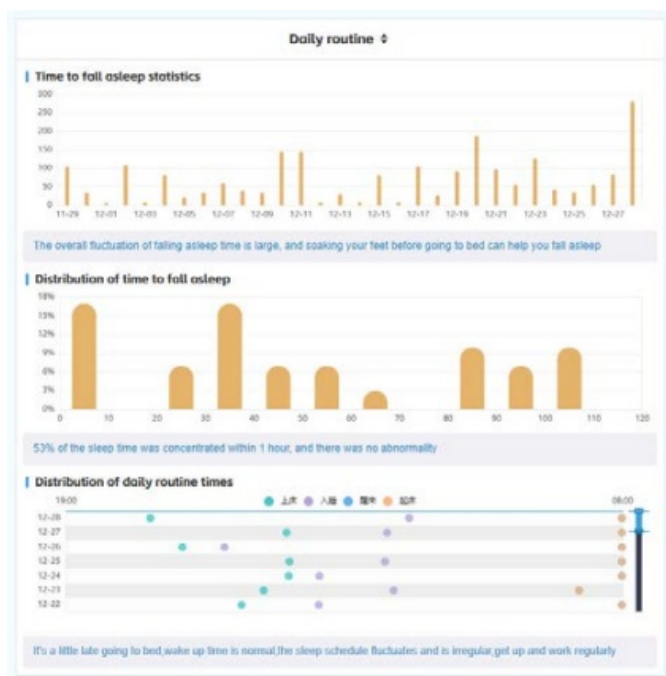 Daily routine
Time to fall asleep statistics
300
250
200
150
100
50
0
11-29 12-01 12-03 12-05 12-07 12-09 12-11 12-13 12-15 12-17 12-19 12-21 12-23 12-25 12-27
The overall fluctuation of falling asleep time is large, and soaking your feet before going to bed can help you fall asleep
Distribution of time to fall asleep
18%
15%
12%
9%
6%
3%
0%
0 10 20 30 40 50 60 70 80 90 100 110 120
53% of the sleep time was concentrated within 1 hour, and there was no abnormality
Distribution of daily routine times
19:00 上床 入睡 醒来 起床 08:00
12-28
12-27
12-26
12-25
12-24
12-23
12-22
It's a little late going to bed,wake up time is normal,the sleep schedule fluctuates and is irregular,get up and work regularly